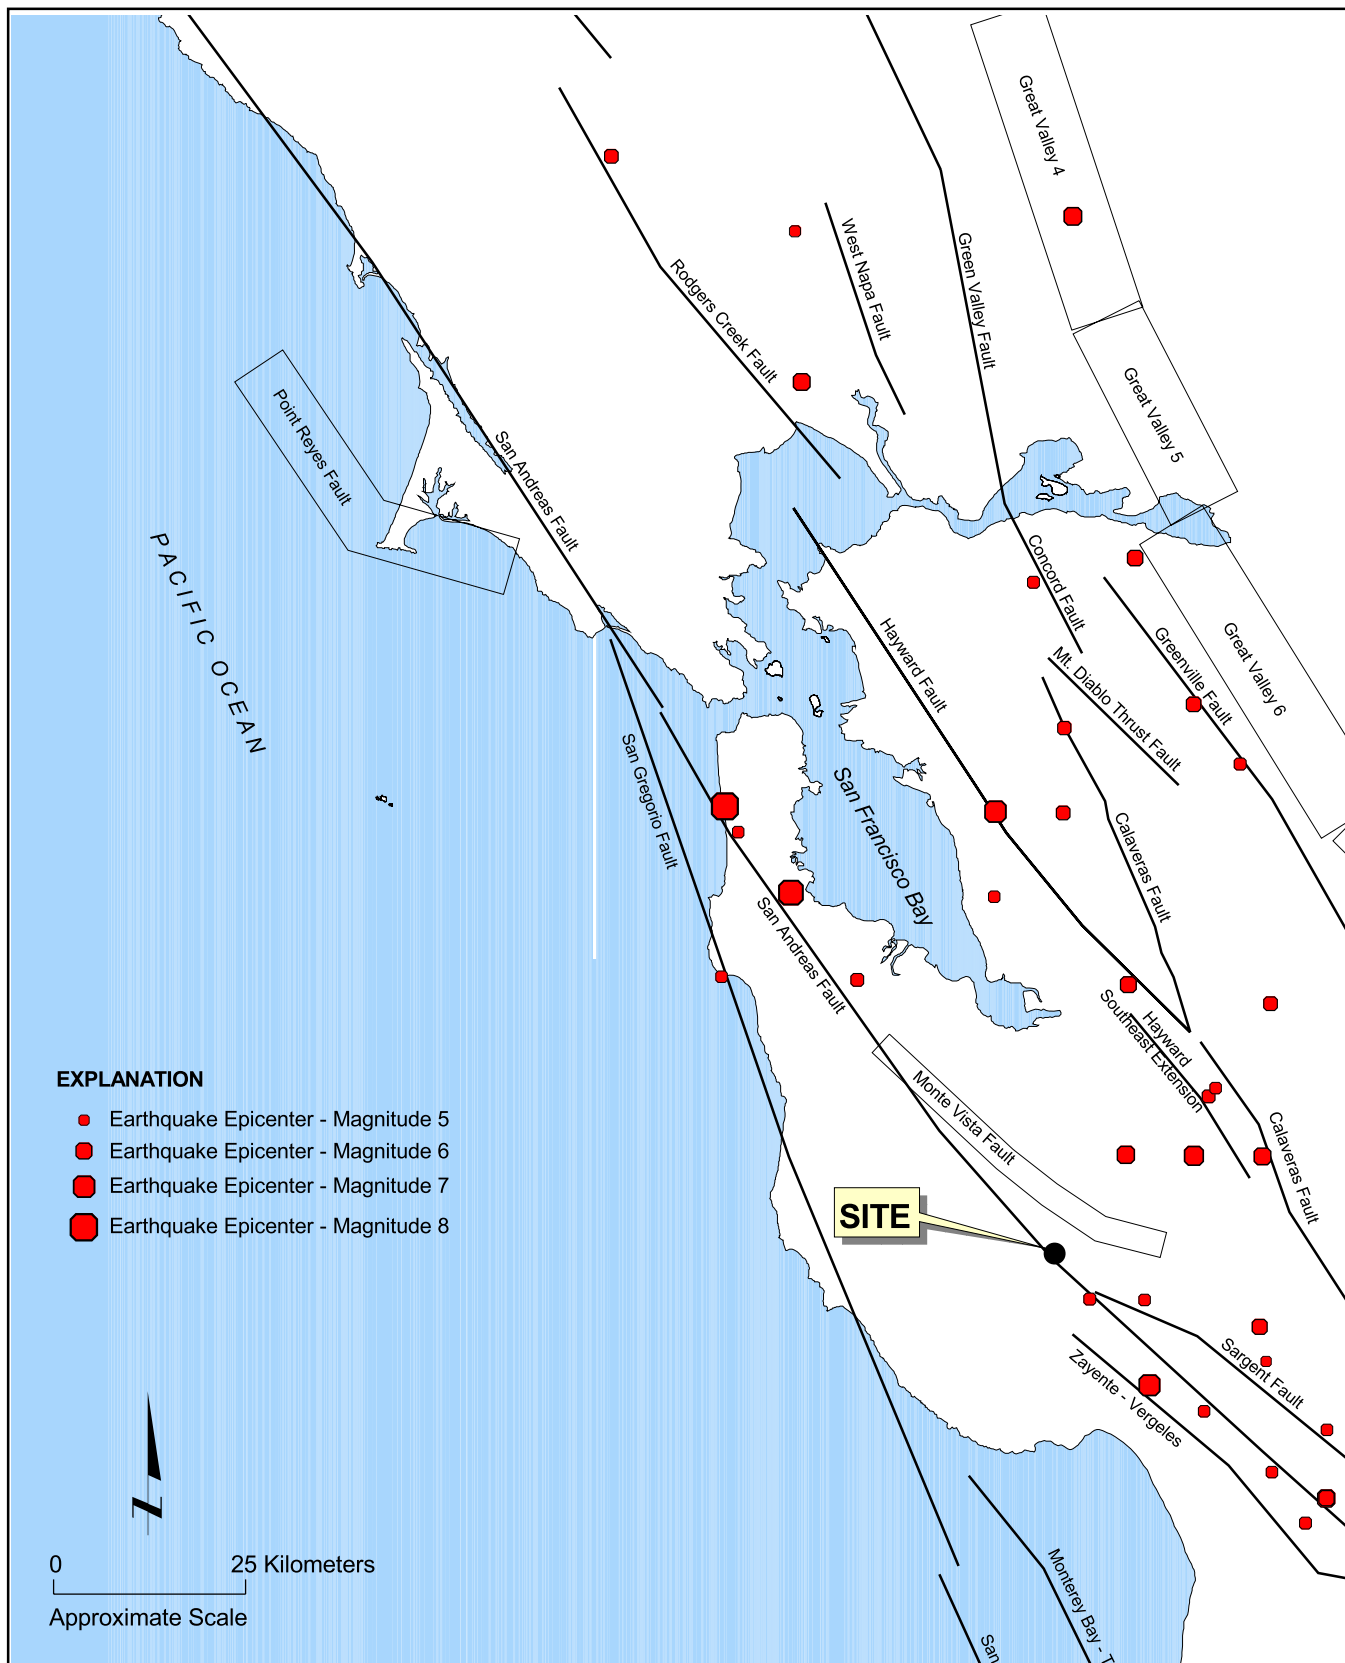 Great Valley 4
West Napa Fault
Green Valley Fault
Rodgers Creek Fault
Great Valley 5
Point Reyes Fault
San Andreas Fault
PACIFIC OCEAN
Concord Fault
Hayward Fault
Greenville Fault
Great Valley 6
Mt. Diablo Thrust Fault
San Gregorio Fault
San Francisco Bay
Calaveras Fault
San Andreas Fault
Hayward
Southeast Extension
Monte Vista Fault
Calaveras Fault
EXPLANATION
Earthquake Epicenter - Magnitude 5
Earthquake Epicenter - Magnitude 6
Earthquake Epicenter - Magnitude 7
Earthquake Epicenter - Magnitude 8
SITE
Sargent Fault
Zayente - Vergeles
Z
0 25 Kilometers
Approximate Scale
Monterey Bay - T
San